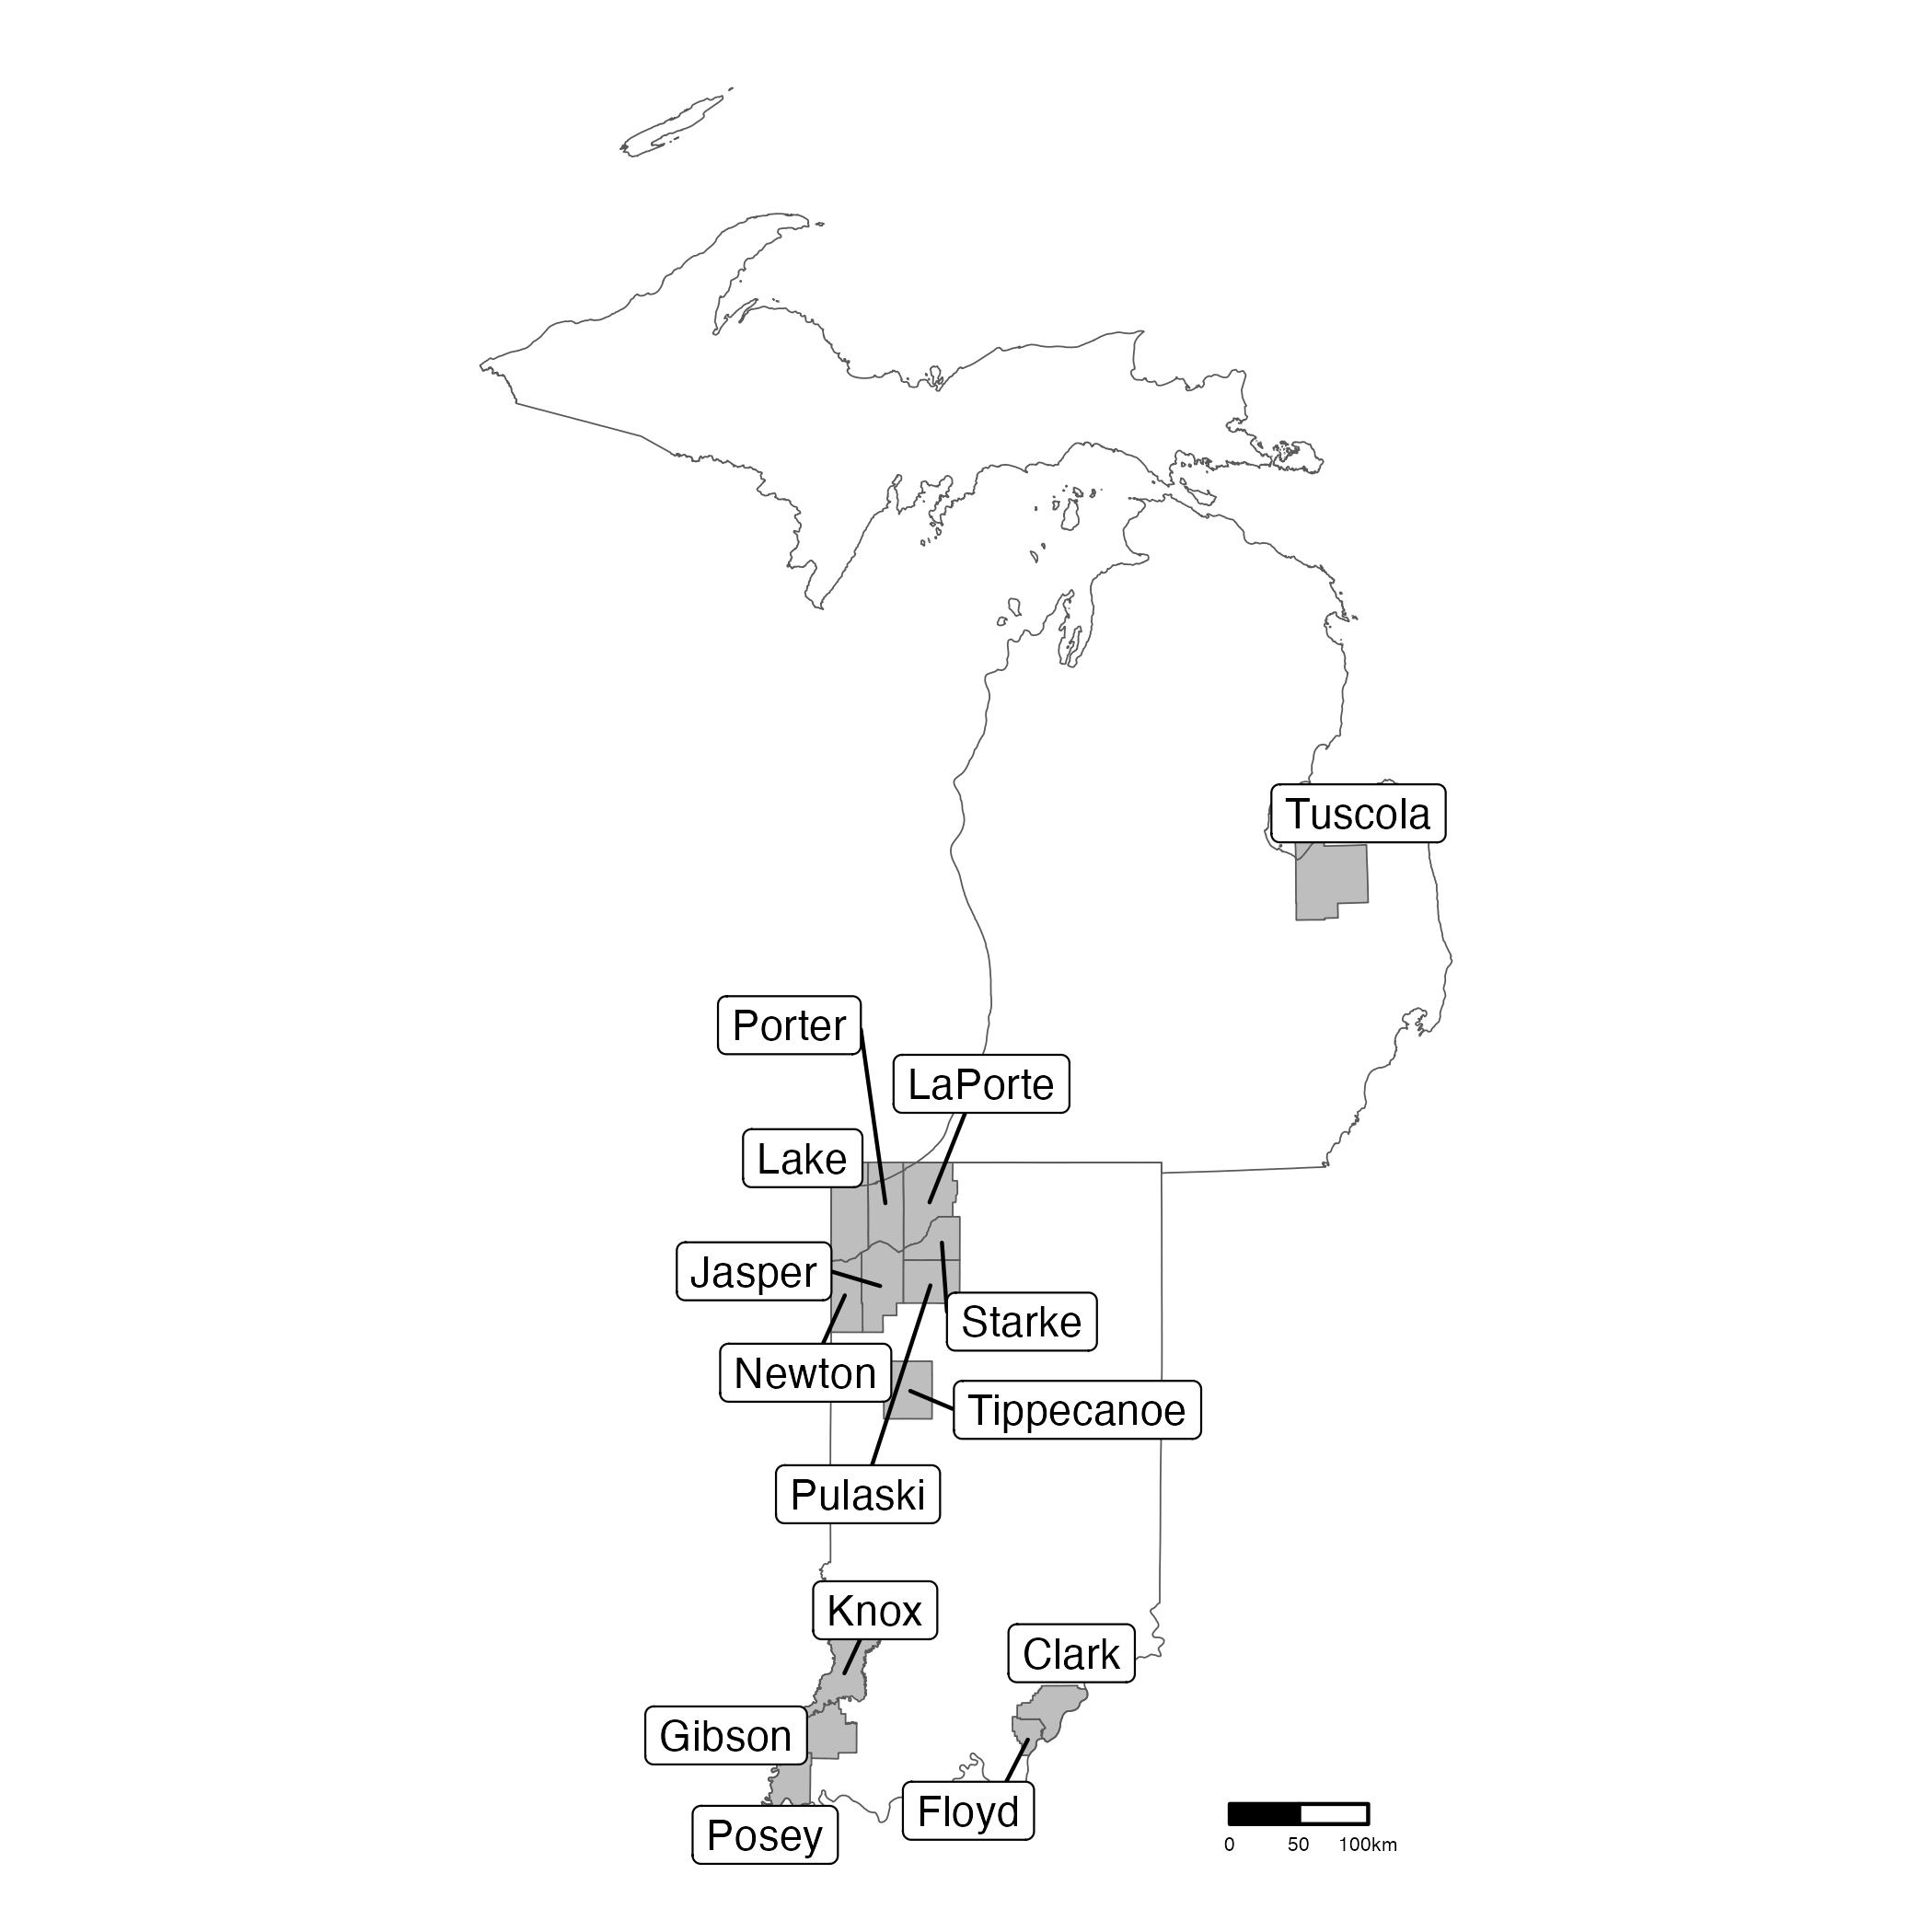 Tuscola
Porter
LaPorte
Lake
Jasper
Starke
Newton
Tippecanoe
Pulaski
Knox
Clark
Gibson
Floyd
Posey
0 50 100km